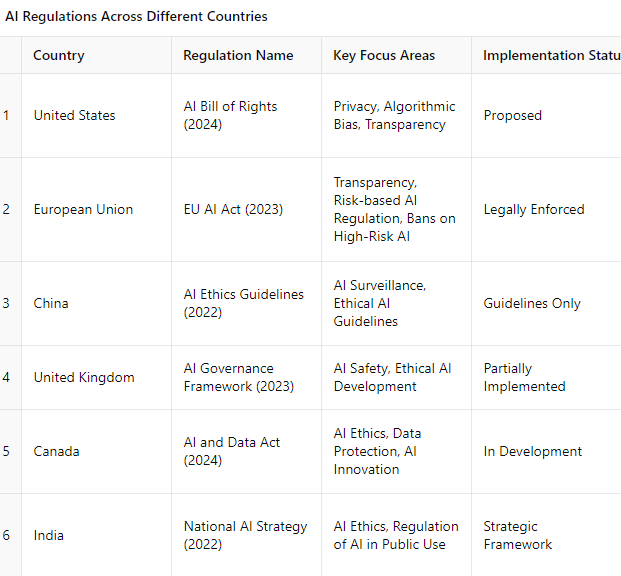 AI Regulations Across Different Countries
Country Regulation Name Key Focus Areas Implementation Statu
1 United States AI Bill of Rights (2024) Privacy, Algorithmic Bias, Transparency Proposed
2 European Union EU AI Act (2023) Transparency, Risk-based AI Regulation, Bans on High-Risk AI Legally Enforced
3 China AI Ethics Guidelines (2022) AI Surveillance, Ethical AI Guidelines Guidelines Only
4 United Kingdom AI Governance Framework (2023) AI Safety, Ethical AI Development Partially Implemented
5 Canada AI and Data Act (2024) AI Ethics, Data Protection, AI Innovation In Development
6 India National AI Strategy (2022) AI Ethics, Regulation of AI in Public Use Strategic Framework